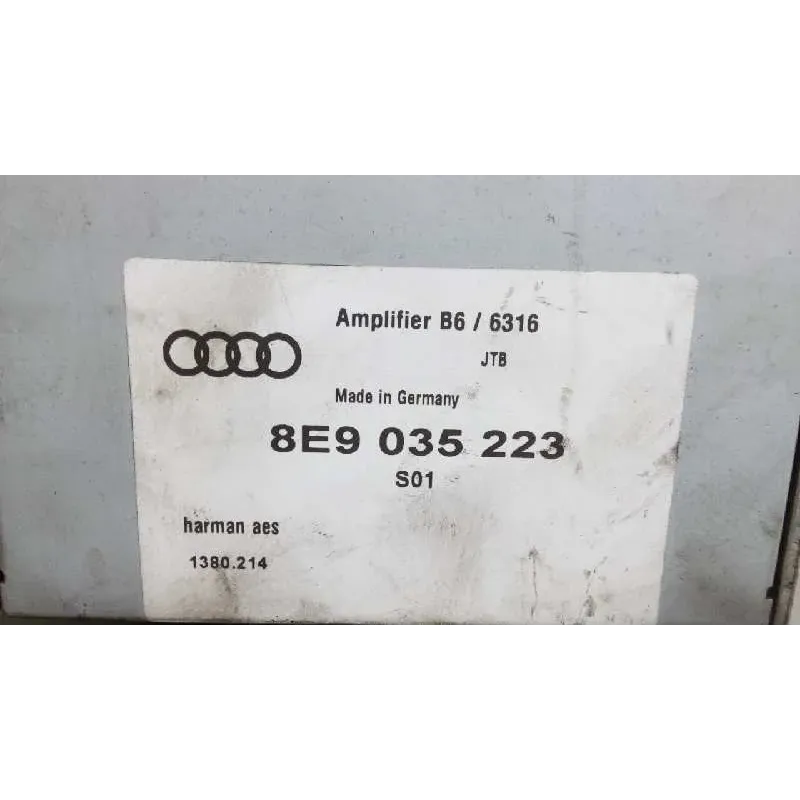 Amplifier B6 / 6316
JTB
Made in Germany
8E9 035 223
S01
harman aes
1380.214